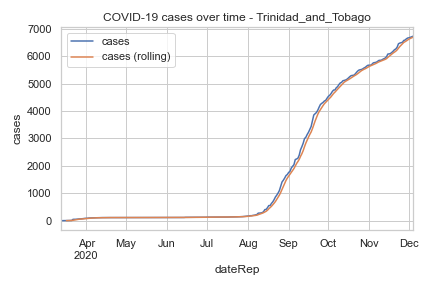 COVID-19 cases over time - Trinidad_and_Tobago
cases
cases (rolling)
7000
6000
5000
4000
3000
2000
1000
0
cases
Apr May Jun Jul Aug Sep Oct Nov Dec
2020
dateRep